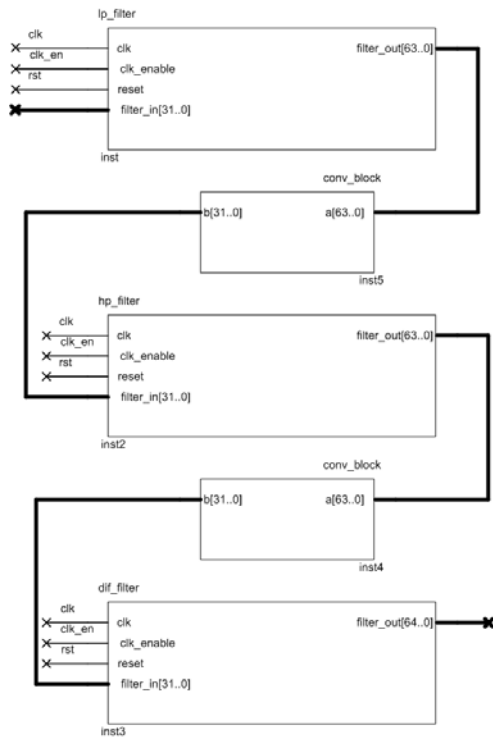 lp_filter
clk
clk filter_out[63..0]
clk_en
clk_enable
rst
reset
filter_in[31..0]
inst
conv_block
b[31..0] a[63..0]
inst5
hp_filter
clk
clk filter_out[63..0]
clk_en
clk_enable
rst
reset
filter_in[31..0]
inst2
conv_block
b[31..0] a[63..0]
inst4
dif_filter
clk
clk filter_out[64..0]
clk_en
clk_enable
rst
reset
filter_in[31..0]
inst3